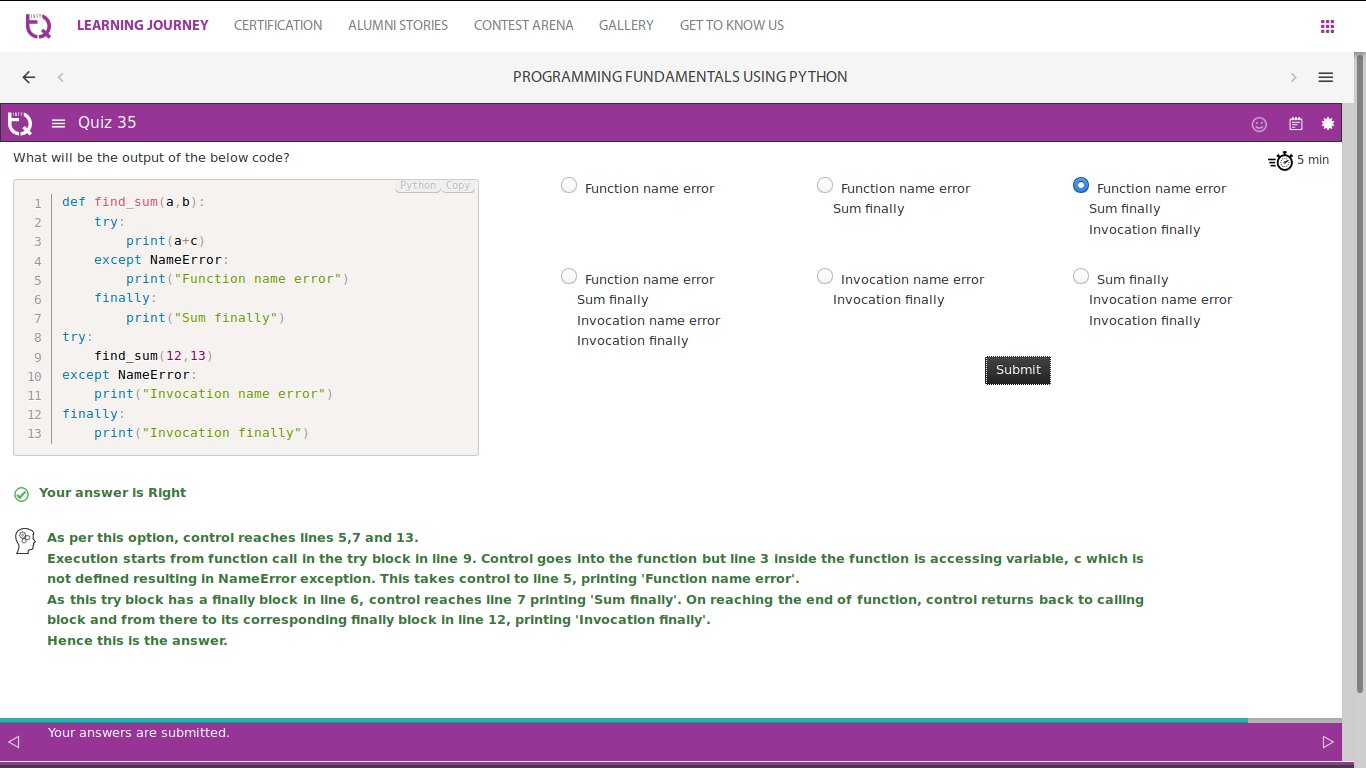 LEARNING JOURNEY CERTIFICATION ALUMNI STORIES CONTEST ARENA GALLERY GET TO KNOW US
PROGRAMMING FUNDAMENTALS USING PYTHON
Quiz 35
What will be the output of the below code?
5 min
Python Copy
1 def find_sum(a,b):
2     try:
3         print(a+c)
4     except NameError:
5         print("Function name error")
6     finally:
7         print("Sum finally")
8 try:
9     find_sum(12,13)
10 except NameError:
11     print("Invocation name error")
12 finally:
13     print("Invocation finally")
Function name error
Function name error
Sum finally
Function name error
Sum finally
Invocation finally
Function name error
Sum finally
Invocation name error
Invocation finally
Invocation name error
Invocation finally
Sum finally
Invocation name error
Invocation finally
Submit
Your answer is Right
As per this option, control reaches lines 5,7 and 13.
Execution starts from function call in the try block in line 9. Control goes into the function but line 3 inside the function is accessing variable, c which is
not defined resulting in NameError exception. This takes control to line 5, printing 'Function name error'.
As this try block has a finally block in line 6, control reaches line 7 printing 'Sum finally'. On reaching the end of function, control returns back to calling
block and from there to its corresponding finally block in line 12, printing 'Invocation finally'.
Hence this is the answer.
Your answers are submitted.